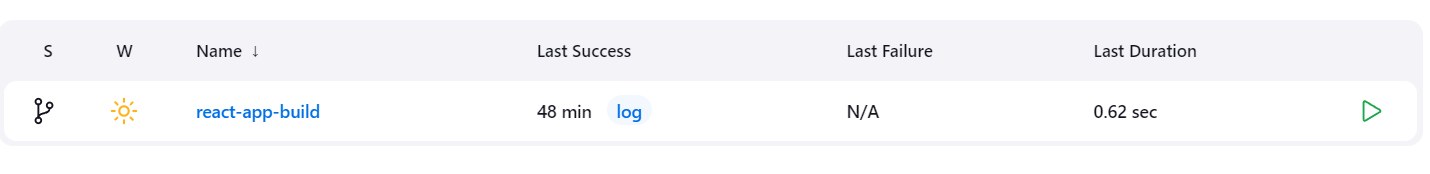 S W Name ↓ Last Success Last Failure Last Duration
react-app-build 48 min log N/A 0.62 sec